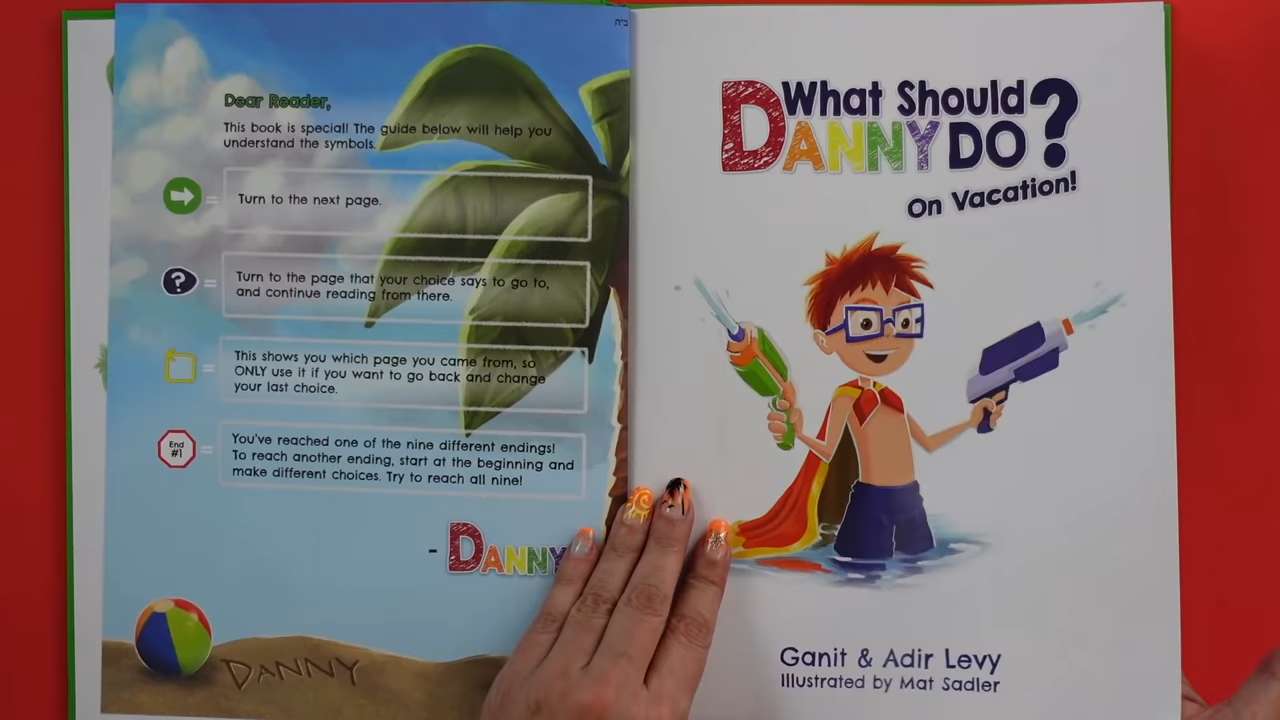 ב״ה
Dear Reader,
This book is special! The guide below will help you
understand the symbols.
= Turn to the next page.
? = Turn to the page that your choice says to go to,
and continue reading from there.
= This shows you which page you came from, so
ONLY use it if you want to go back and change
your last choice.
End
#1
= You've reached one of the nine different endings!
To reach another ending, start at the beginning and
make different choices. Try to reach all nine!
- DANNY
DANNY
What Should
DANNY DO?
On Vacation!
Ganit & Adir Levy
Illustrated by Mat Sadler